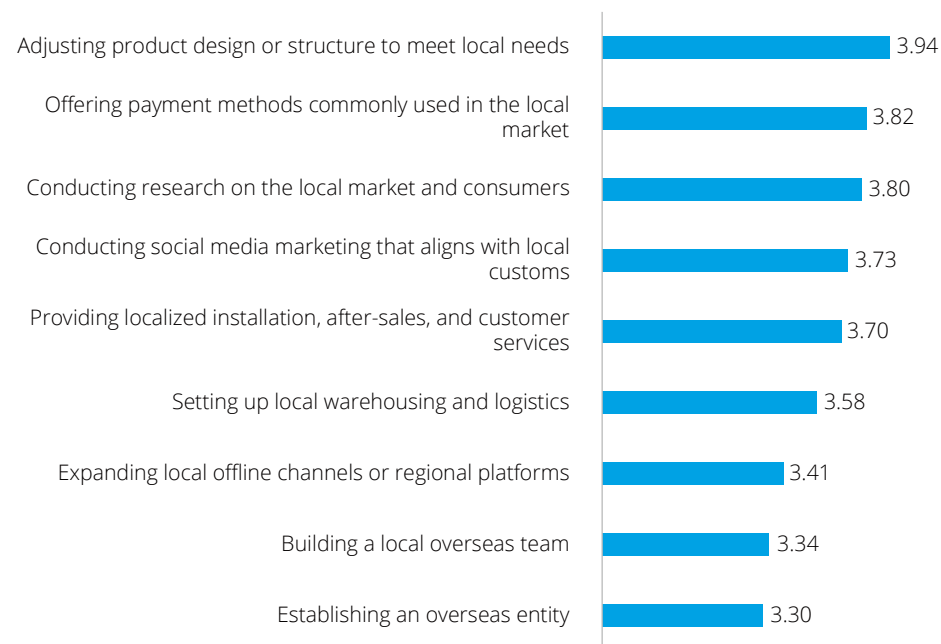 Adjusting product design or structure to meet local needs
3.94
Offering payment methods commonly used in the local
market
3.82
Conducting research on the local market and consumers
3.80
Conducting social media marketing that aligns with local
customs
3.73
Providing localized installation, after-sales, and customer
services
3.70
Setting up local warehousing and logistics
3.58
Expanding local offline channels or regional platforms
3.41
Building a local overseas team
3.34
Establishing an overseas entity
3.30